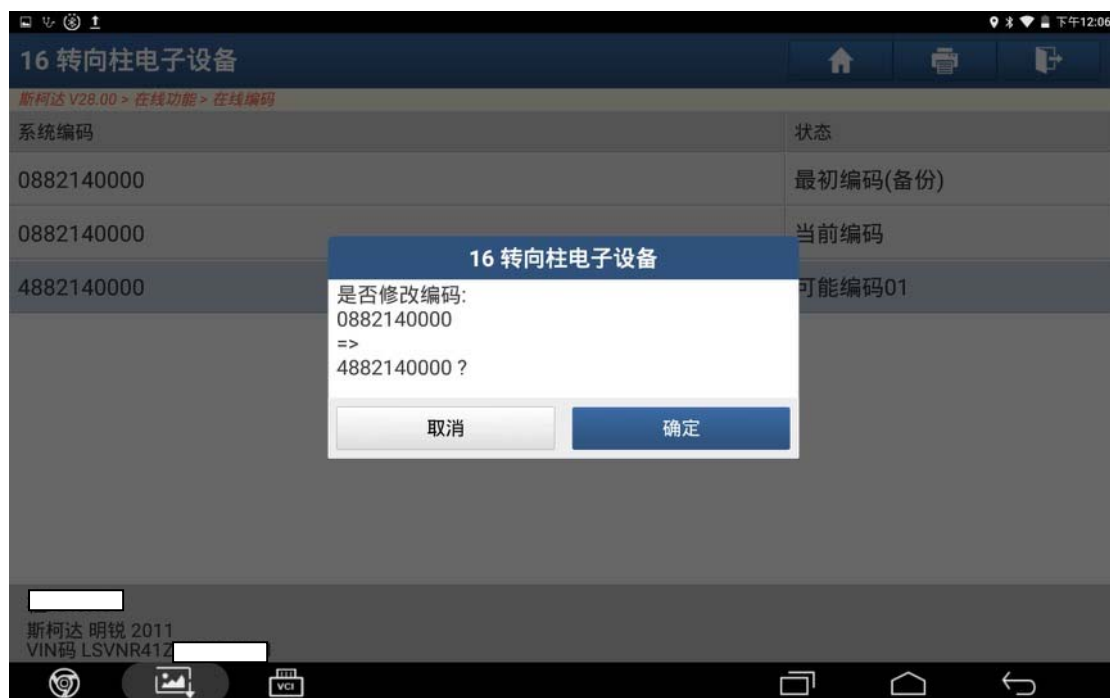 下午12:06
16 转向柱电子设备
斯柯达 V28.00 > 在线功能 > 在线编码
系统编码 状态
0882140000 最初编码(备份)
0882140000 当前编码
4882140000 可能编码01
16 转向柱电子设备
是否修改编码:
0882140000
=>
4882140000 ?
取消 确定
斯柯达 明锐 2011
VIN码 LSVNR41Z
VCI